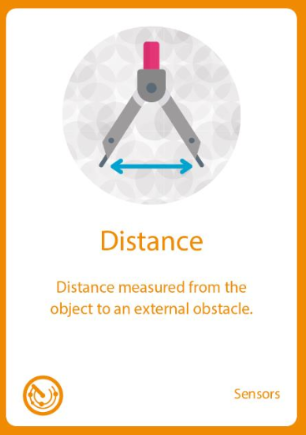 Distance
Distance measured from the
object to an external obstacle.
Sensors